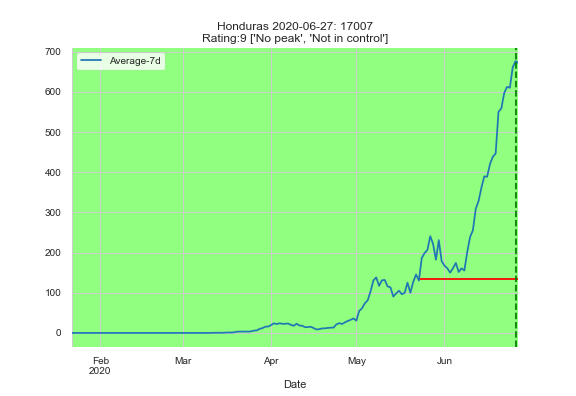 Honduras 2020-06-27: 17007
Rating:9 ['No peak', 'Not in control']
Average-7d
700
600
500
400
300
200
100
0
Feb
2020
Mar
Apr
May
Jun
Date